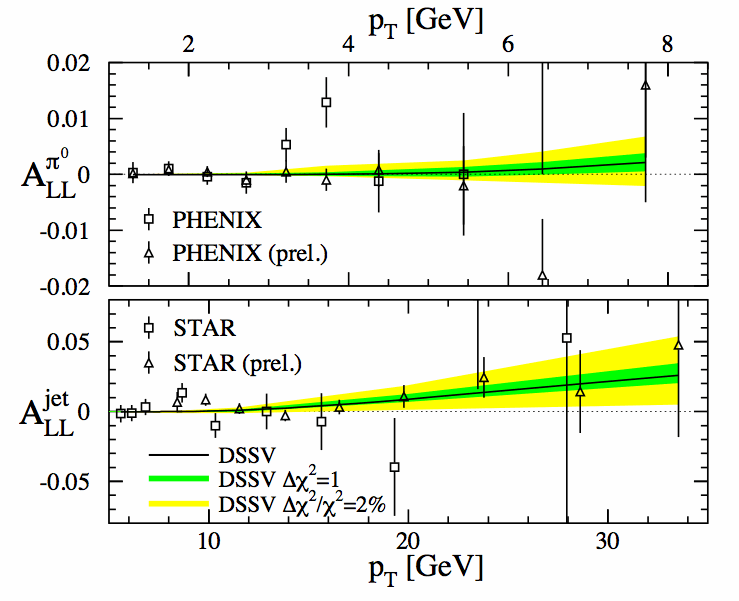 p_T [GeV]
2 4 6 8
0.02
0.01
0
-0.01
-0.02
A_LL^π⁰
PHENIX
PHENIX (prel.)
0.05
0
-0.05
A_LL^jet
STAR
STAR (prel.)
DSSV
DSSV Δχ²=1
DSSV Δχ²/χ²=2%
10 20 30
p_T [GeV]